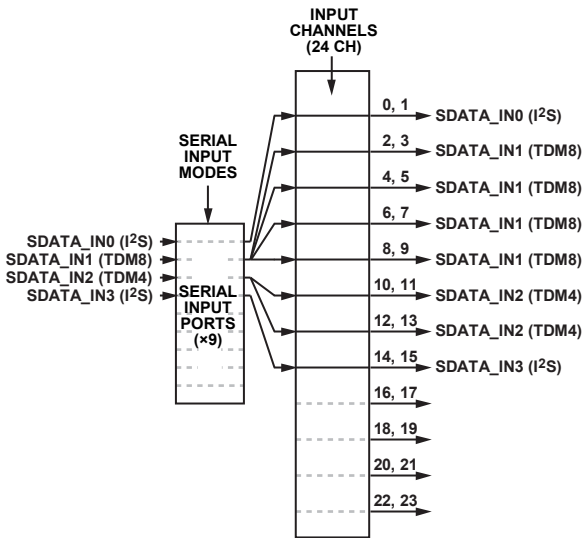 INPUT
CHANNELS
(24 CH)
SERIAL
INPUT
MODES
SDATA_IN0 (I²S)
SDATA_IN1 (TDM8)
SDATA_IN2 (TDM4)
SDATA_IN3 (I²S)
SERIAL
INPUT
PORTS
(×9)
0, 1 SDATA_IN0 (I²S)
2, 3 SDATA_IN1 (TDM8)
4, 5 SDATA_IN1 (TDM8)
6, 7 SDATA_IN1 (TDM8)
8, 9 SDATA_IN1 (TDM8)
10, 11 SDATA_IN2 (TDM4)
12, 13 SDATA_IN2 (TDM4)
14, 15 SDATA_IN3 (I²S)
16, 17
18, 19
20, 21
22, 23